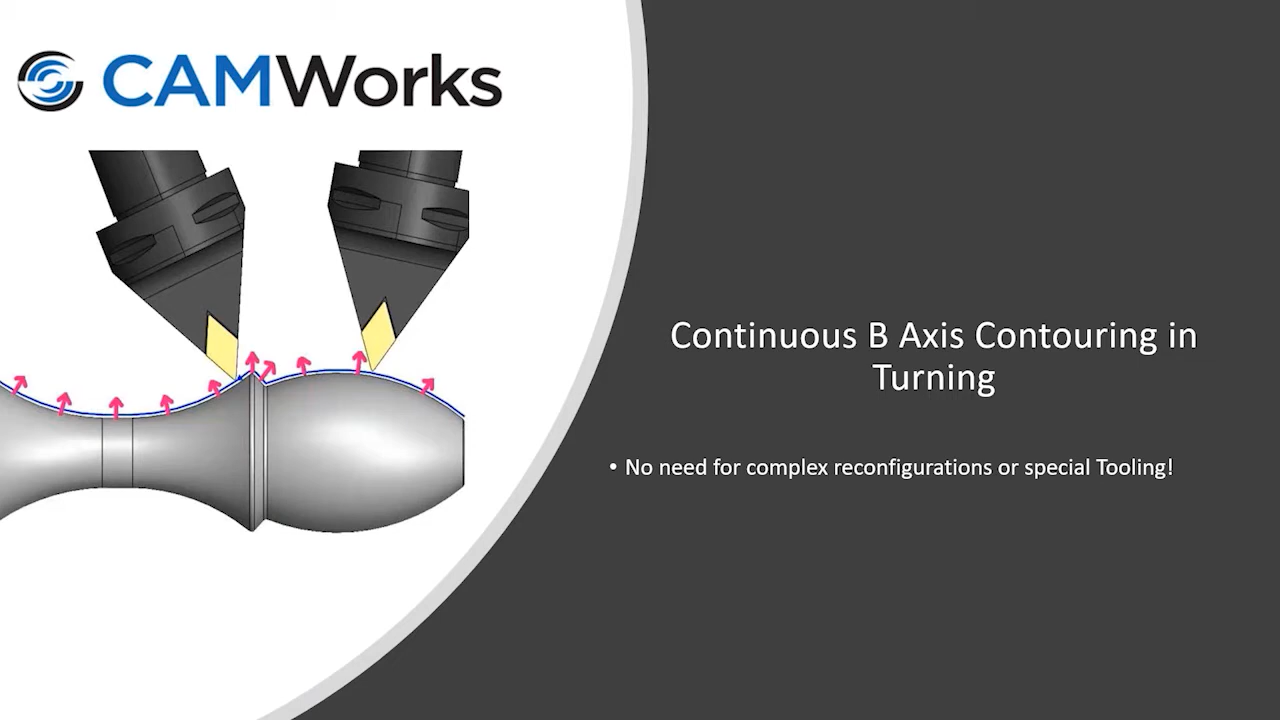 CAMWorks
Continuous B Axis Contouring in
Turning
• No need for complex reconfigurations or special Tooling!